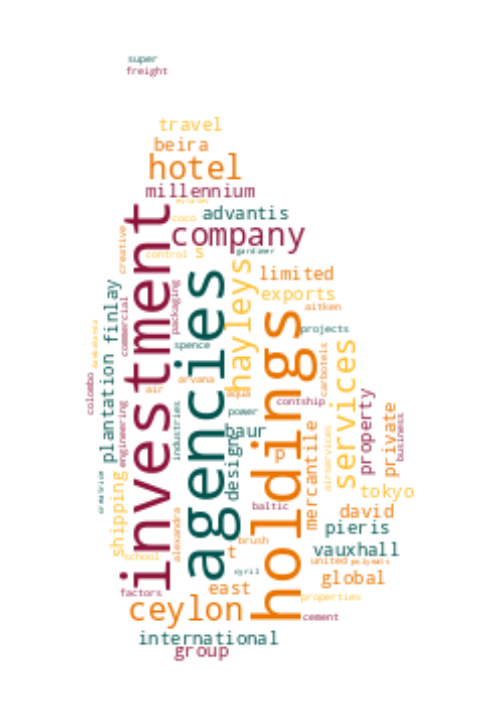 super
freight
travel
beira
hotel
millennium
coco
advantis
company
investment
agencies
holdings
hayleys
creative
control
s
gardiner
limited
exports
aitken
projects
finlay
plantation
commercial
packaging
spence
colombo
arvana
air
aqua
contship
carbotels
services
power
baur
engineering
industries
design
p
mercantile
airservices
property
private
business
tokyo
shipping
school
alexandra
baltic
david
pieris
brush
t
vauxhall
united
polymats
cyril
global
factors
east
properties
ceylon
cement
international
group